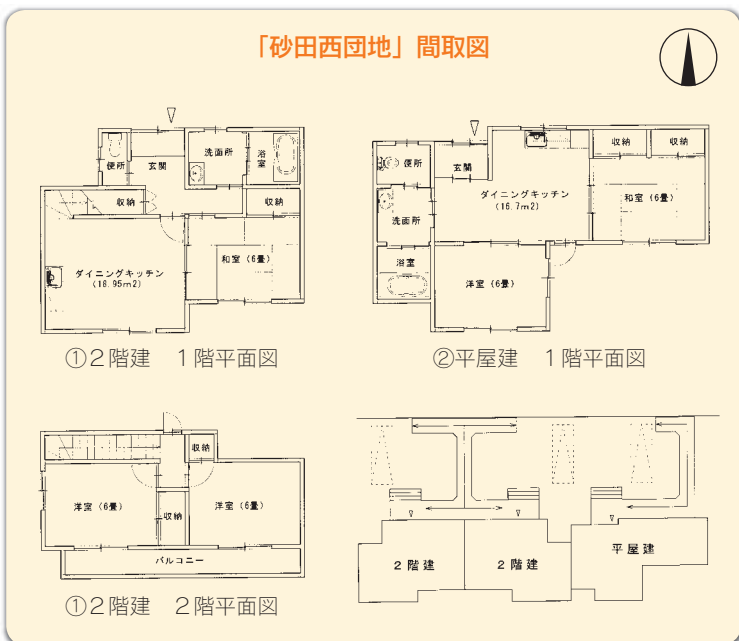 「砂田西団地」間取図
便所
玄関
洗面所
浴室
収納
収納
和室(6畳)
ダイニングキッチン
(18.95m2)
①2階建 1階平面図
便所
玄関
収納
収納
ダイニングキッチン
(16.7m2)
和室(6畳)
洗面所
浴室
洋室(6畳)
②平屋建 1階平面図
収納
洋室(6畳)
収納
洋室(6畳)
バルコニー
①2階建 2階平面図
2階建
2階建
平屋建